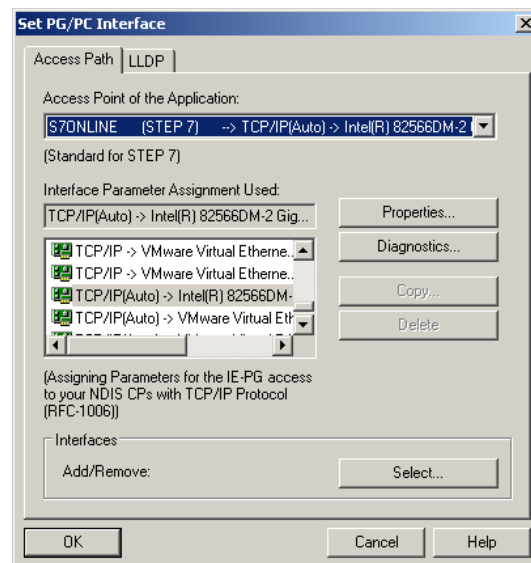 Set PG/PC Interface
Access Path
LLDP
Access Point of the Application:
S7ONLINE (STEP 7) --> TCP/IP(Auto) -> Intel(R) 82566DM-2
(Standard for STEP 7)
Interface Parameter Assignment Used:
TCP/IP(Auto) -> Intel(R) 82566DM-2 Gig...
Properties...
Diagnostics...
Copy...
Delete
TCP/IP -> VMware Virtual Etherne..
TCP/IP -> VMware Virtual Etherne..
TCP/IP(Auto) -> Intel(R) 82566DM-
TCP/IP(Auto) -> VMware Virtual Eth
(Assigning Parameters for the IE-PG access
to your NDIS CPs with TCP/IP Protocol
(RFC-1006))
Interfaces
Add/Remove:
Select...
OK
Cancel
Help